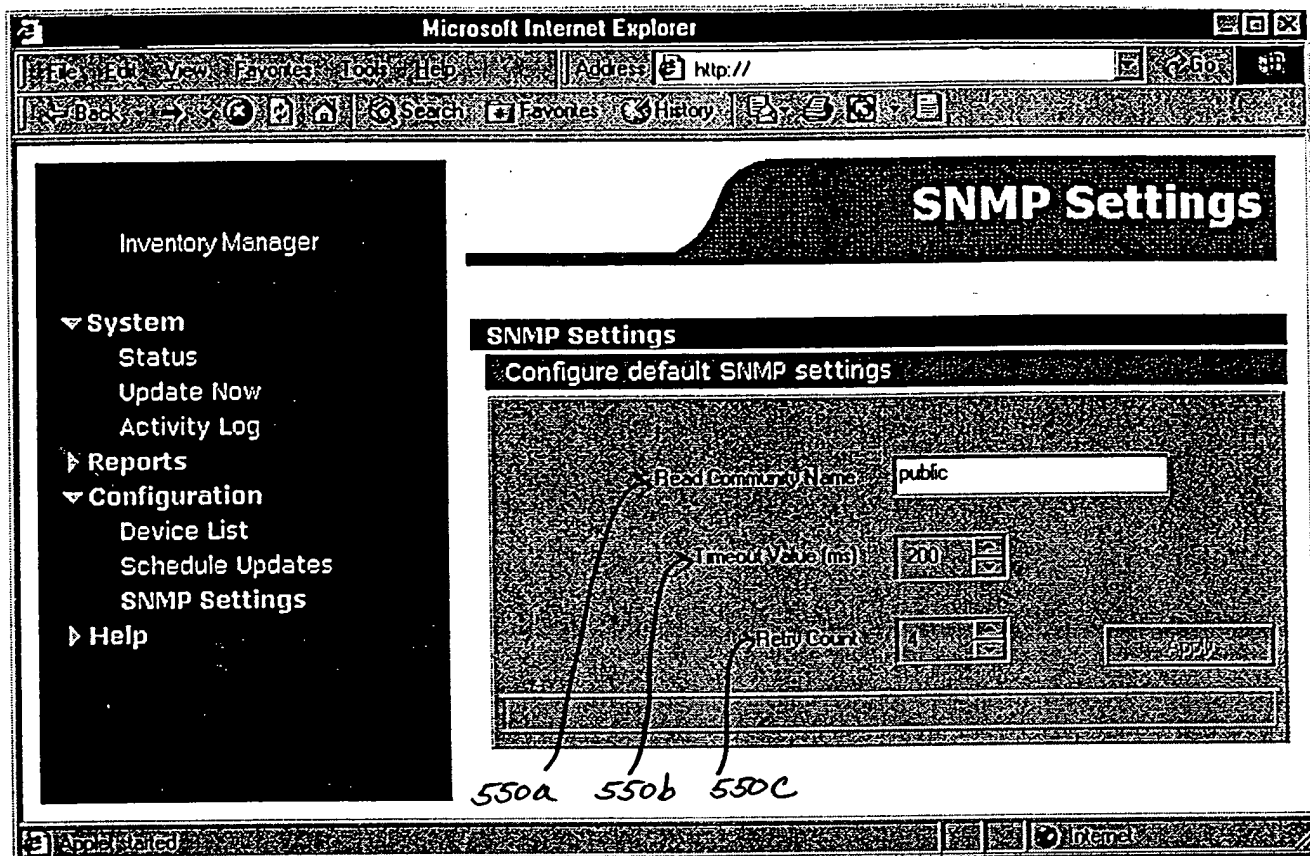 Microsoft Internet Explorer
File Edit View Favorites Tools Help Address http:// Go
Back Search Favorites History
SNMP Settings
Inventory Manager
System
Status
Update Now
Activity Log
Reports
Configuration
Device List
Schedule Updates
SNMP Settings
Help
SNMP Settings
Configure default SNMP settings
Read Community Name public
Timeout Value (ms) 200
Retry Count 4
Apply
550a 550b 550c
Applet started Internet